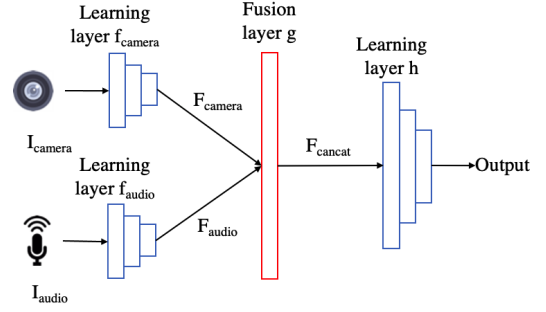 Learning
layer f_camera
I_camera
F_camera
Learning
layer f_audio
I_audio
F_audio
Fusion
layer g
F_cancat
Learning
layer h
Output